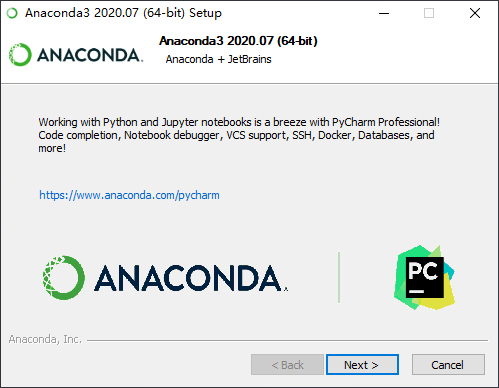 Anaconda3 2020.07 (64-bit) Setup
Anaconda3 2020.07 (64-bit)
ANACONDA.
Anaconda + JetBrains
Working with Python and Jupyter notebooks is a breeze with PyCharm Professional!
Code completion, Notebook debugger, VCS support, SSH, Docker, Databases, and
more!
https://www.anaconda.com/pycharm
ANACONDA.
PC
Anaconda, Inc.
< Back
Next >
Cancel